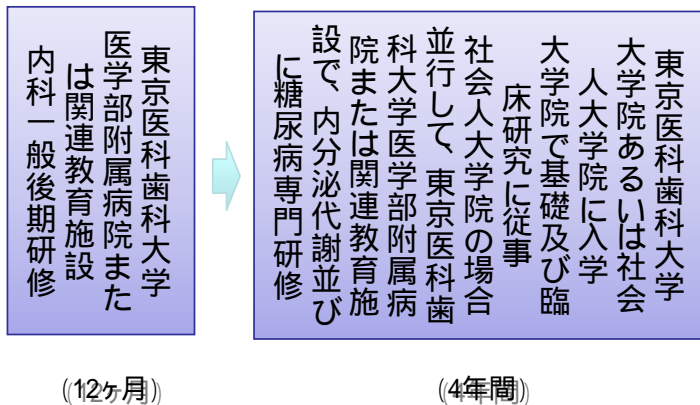 東京医科歯科大学
医学部附属病院また
は関連教育施設
内科一般後期研修
東京医科歯科大学
大学院あるいは社会
人大学院に入学
大学院で基礎及び臨
床研究に従事
社会人大学院の場合
並行して、東京医科歯
科大学医学部附属病
院または関連教育施
設で、内分泌代謝並び
に糖尿病専門研修
(12ヶ月)
(4年間)